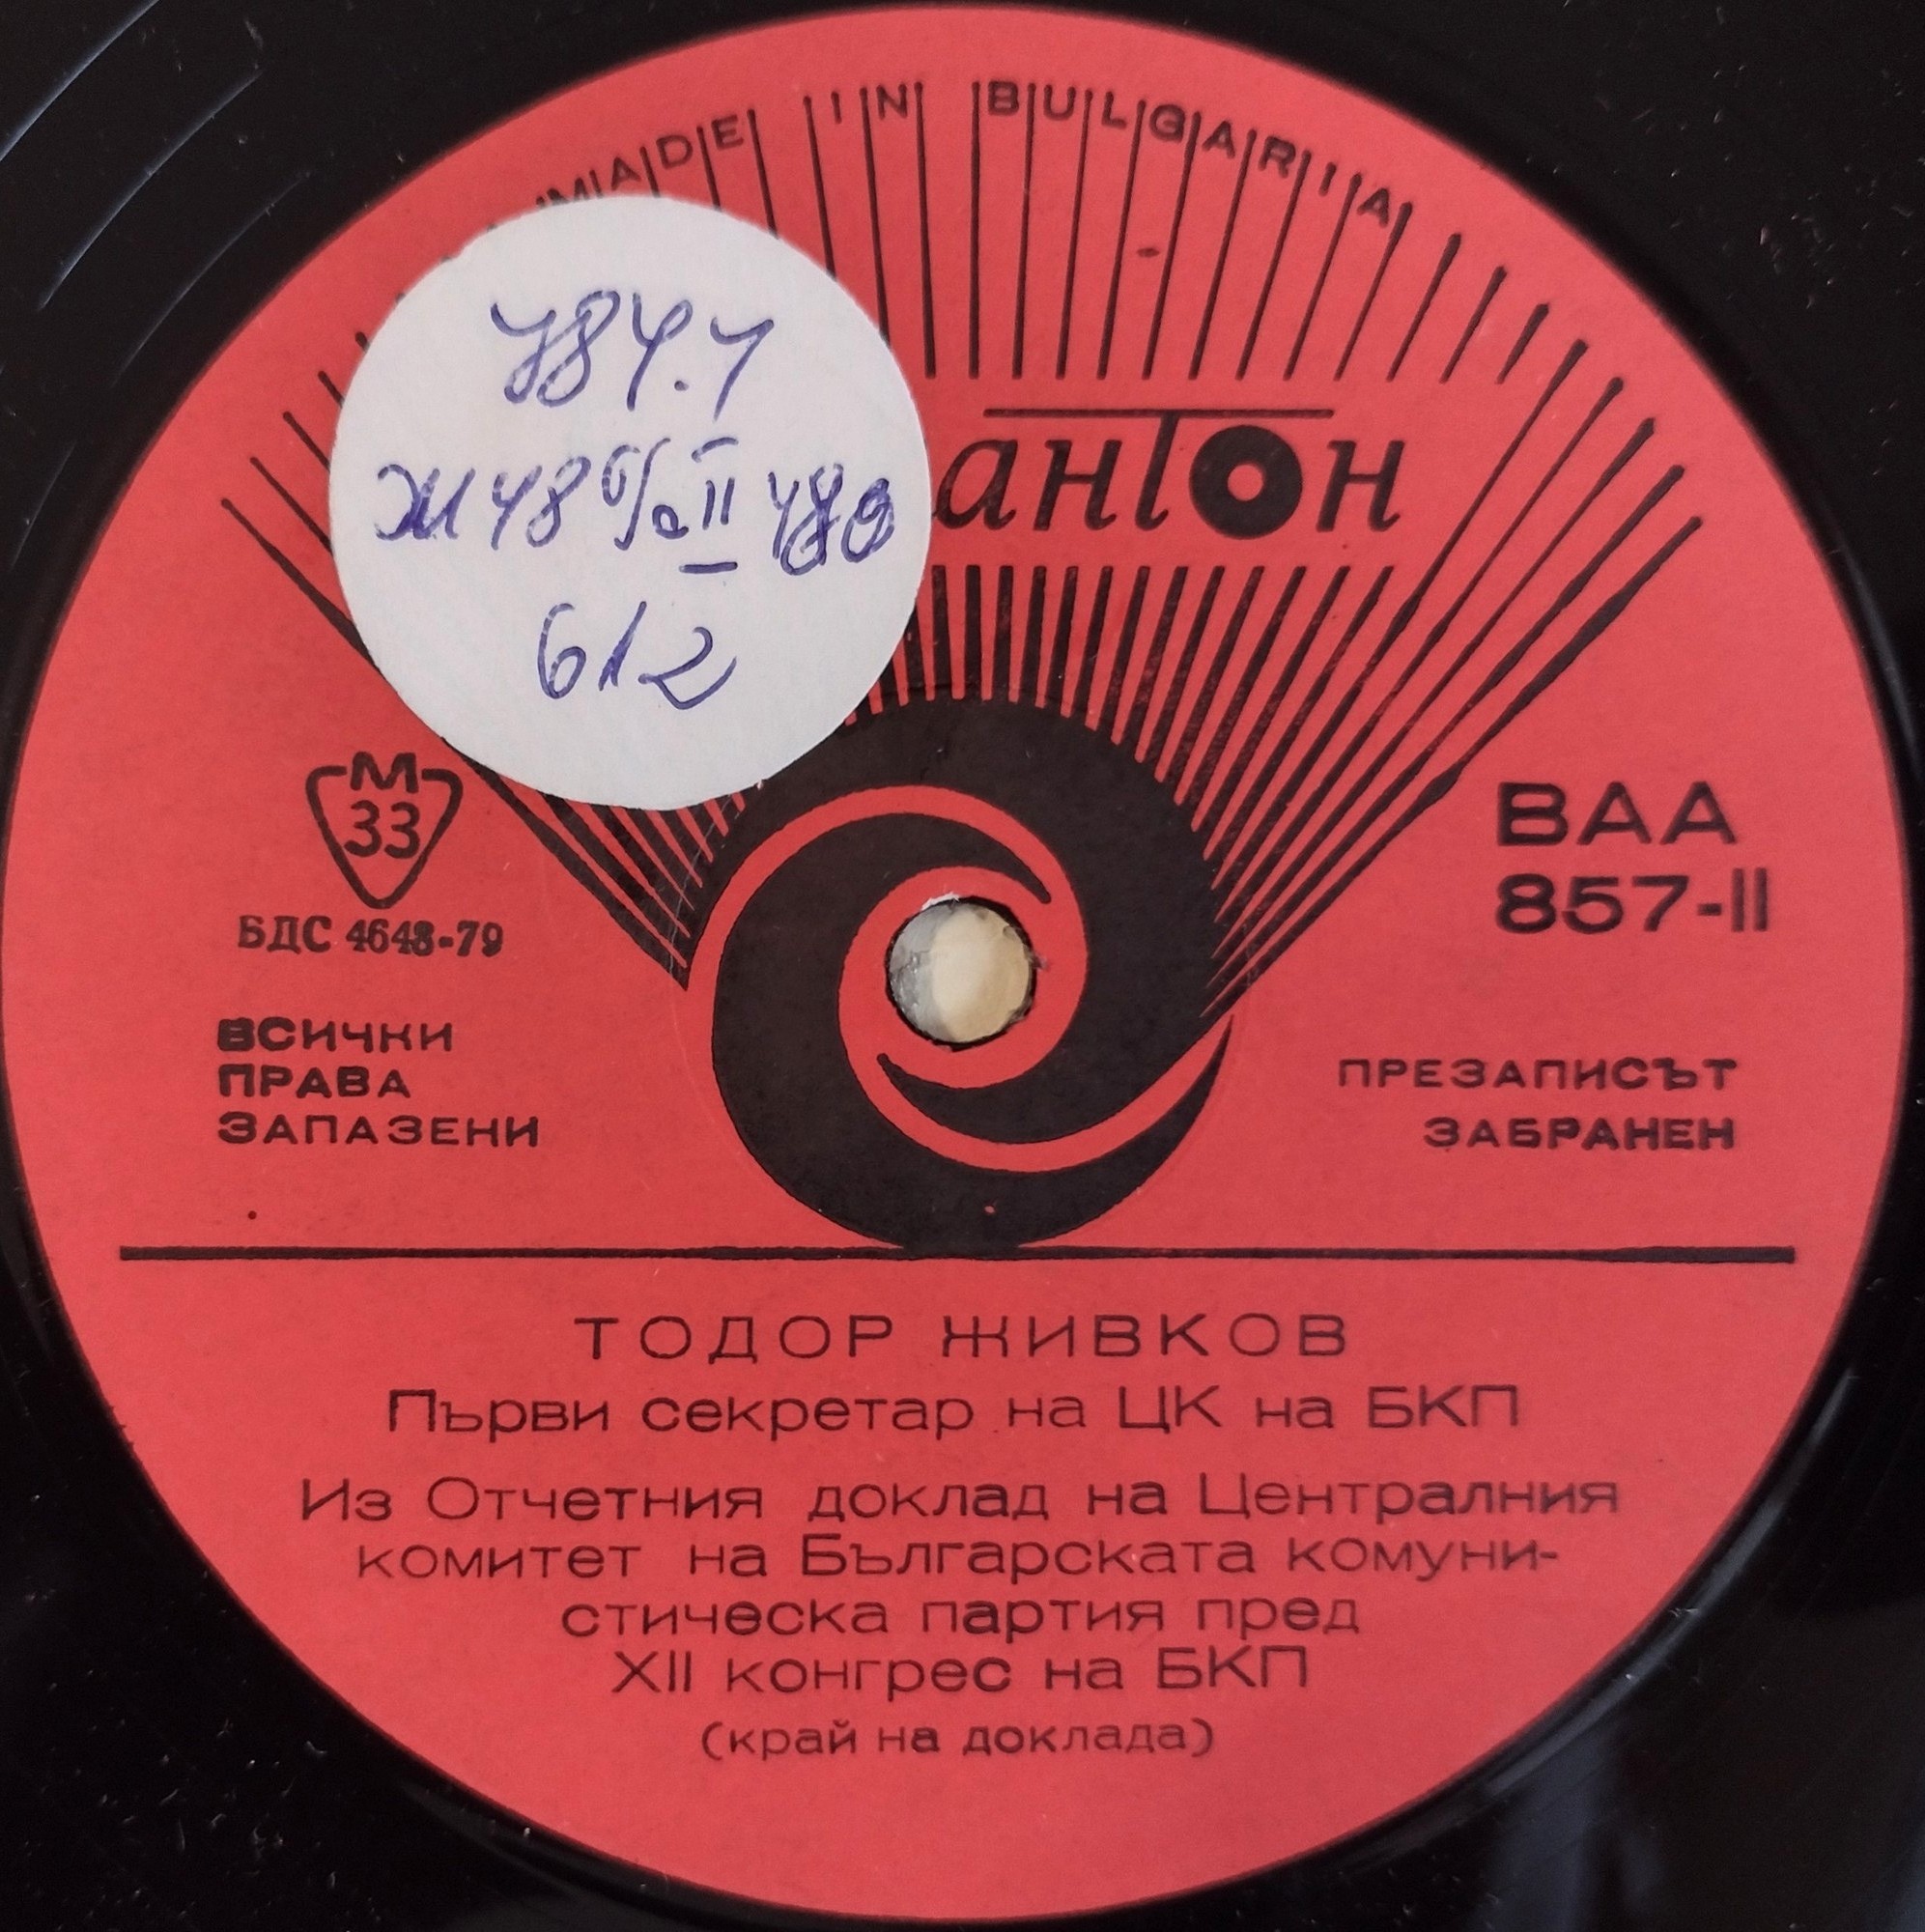 MADE IN BULGARIA
антон
784.7
612
М
33
БДС 4648-79
ВСИЧКИ
ПРАВА
ЗАПАЗЕНИ
ВАА
857-II
ПРЕЗАПИСЪТ
ЗАБРАНЕН
ТОДОР ЖИВКОВ
Първи секретар на ЦК на БКП
Из Отчетния доклад на Централния
комитет на Българската комуни-
стическа партия пред
XII конгрес на БКП
(край на доклада)